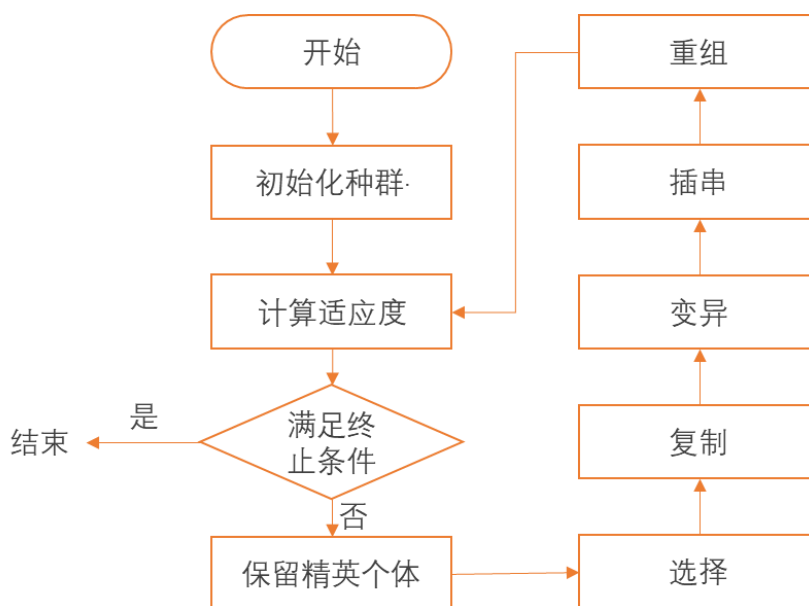 开始
初始化种群.
计算适应度
满足终
止条件
是
结束
否
保留精英个体
选择
复制
变异
插串
重组